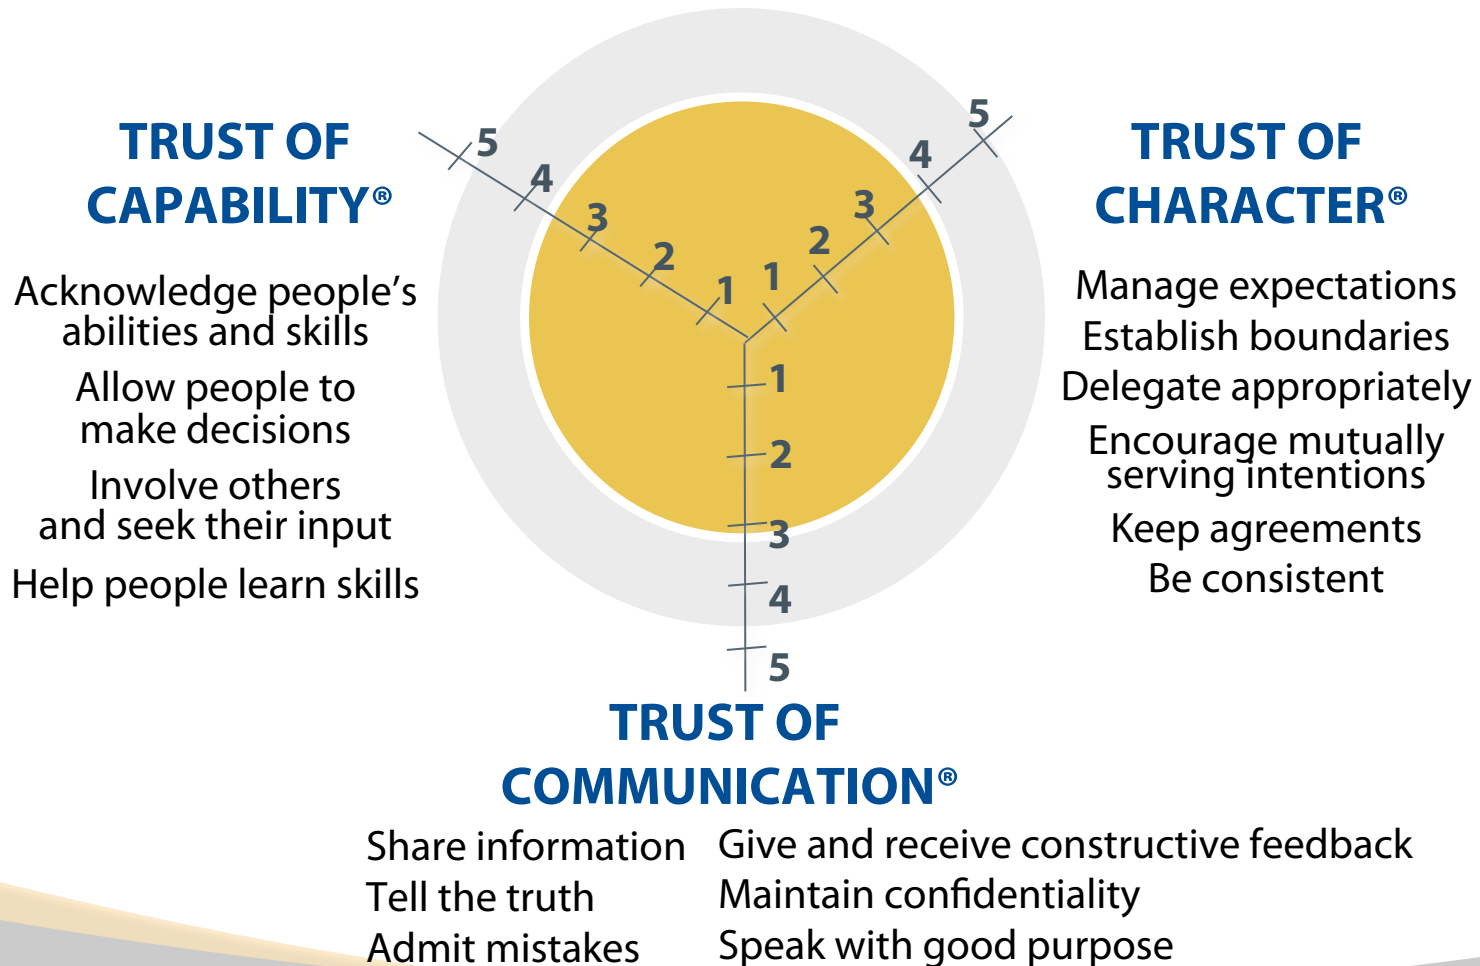 TRUST OF
CAPABILITY®
Acknowledge people’s
abilities and skills
Allow people to
make decisions
Involve others
and seek their input
Help people learn skills
5
4
3
2
1
1
2
3
4
5
1
2
3
4
5
TRUST OF
CHARACTER®
Manage expectations
Establish boundaries
Delegate appropriately
Encourage mutually
serving intentions
Keep agreements
Be consistent
TRUST OF
COMMUNICATION®
Share information
Tell the truth
Admit mistakes
Give and receive constructive feedback
Maintain confidentiality
Speak with good purpose